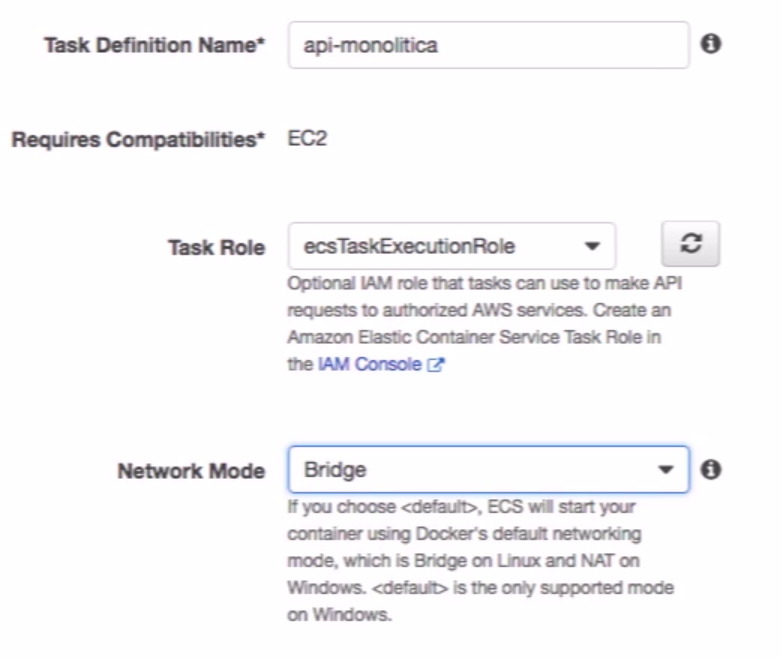 Task Definition Name* api-monolitica
Requires Compatibilities* EC2
Task Role ecsTaskExecutionRole
Optional IAM role that tasks can use to make API
requests to authorized AWS services. Create an
Amazon Elastic Container Service Task Role in
the IAM Console
Network Mode Bridge
If you choose <default>, ECS will start your
container using Docker's default networking
mode, which is Bridge on Linux and NAT on
Windows. <default> is the only supported mode
on Windows.